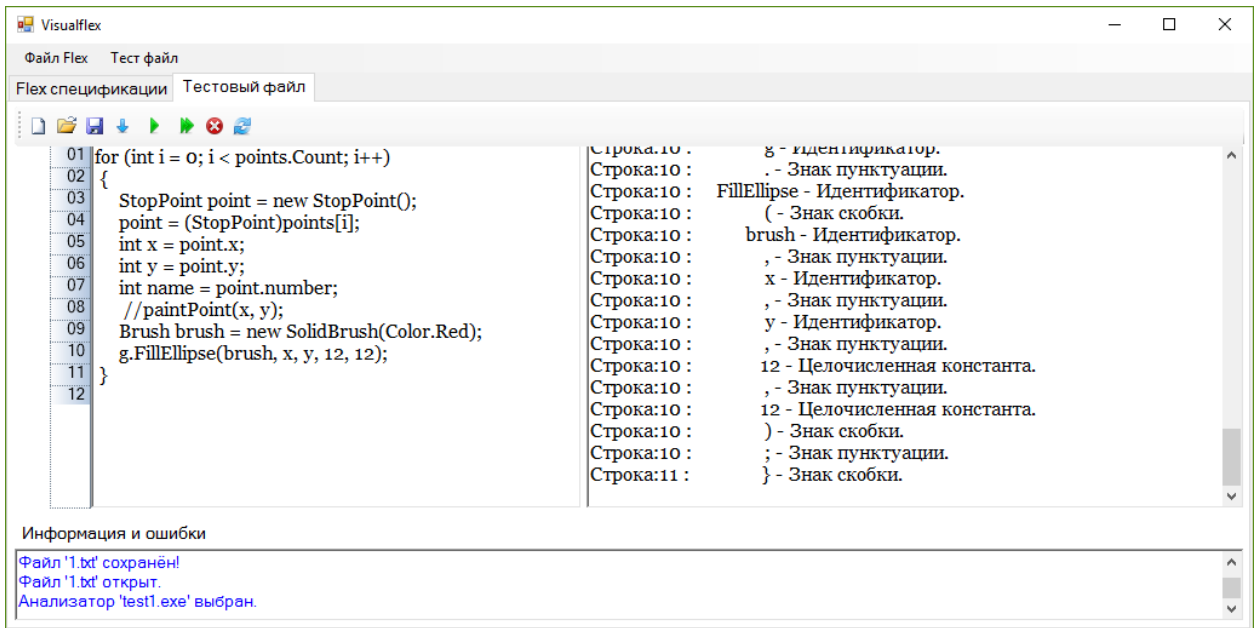 Visualflex
Файл Flex Тест файл
Flex спецификации Тестовый файл
01 for (int i = 0; i < points.Count; i++)
02 {
03 StopPoint point = new StopPoint();
04 point = (StopPoint)points[i];
05 int x = point.x;
06 int y = point.y;
07 int name = point.number;
08 //paintPoint(x, y);
09 Brush brush = new SolidBrush(Color.Red);
10 g.FillEllipse(brush, x, y, 12, 12);
11 }
12
Строка:10 : g - Идентификатор.
Строка:10 : . - Знак пунктуации.
Строка:10 : FillEllipse - Идентификатор.
Строка:10 : ( - Знак скобки.
Строка:10 : brush - Идентификатор.
Строка:10 : , - Знак пунктуации.
Строка:10 : x - Идентификатор.
Строка:10 : , - Знак пунктуации.
Строка:10 : y - Идентификатор.
Строка:10 : , - Знак пунктуации.
Строка:10 : 12 - Целочисленная константа.
Строка:10 : , - Знак пунктуации.
Строка:10 : 12 - Целочисленная константа.
Строка:10 : ) - Знак скобки.
Строка:10 : ; - Знак пунктуации.
Строка:11 : } - Знак скобки.
Информация и ошибки
Файл '1.txt' сохранён!
Файл '1.txt' открыт.
Анализатор 'test1.exe' выбран.